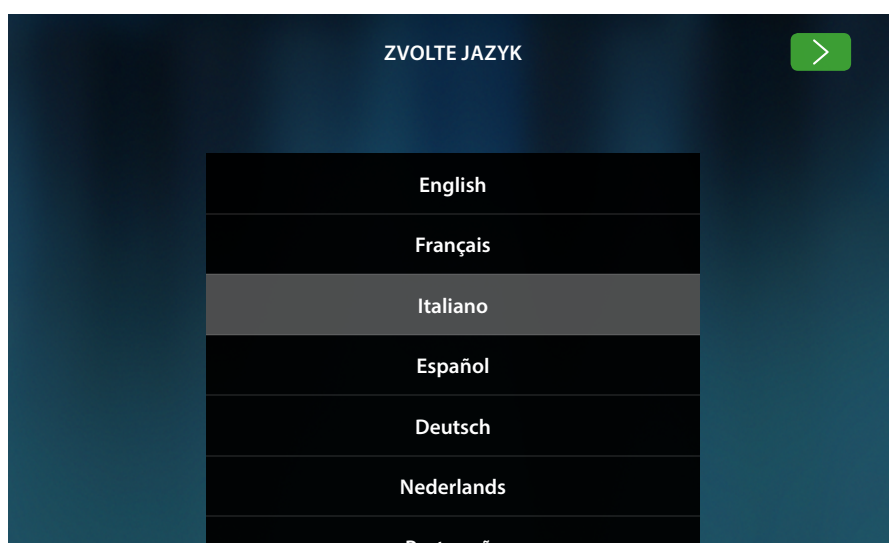 ZVOLTE JAZYK
English
Français
Italiano
Español
Deutsch
Nederlands